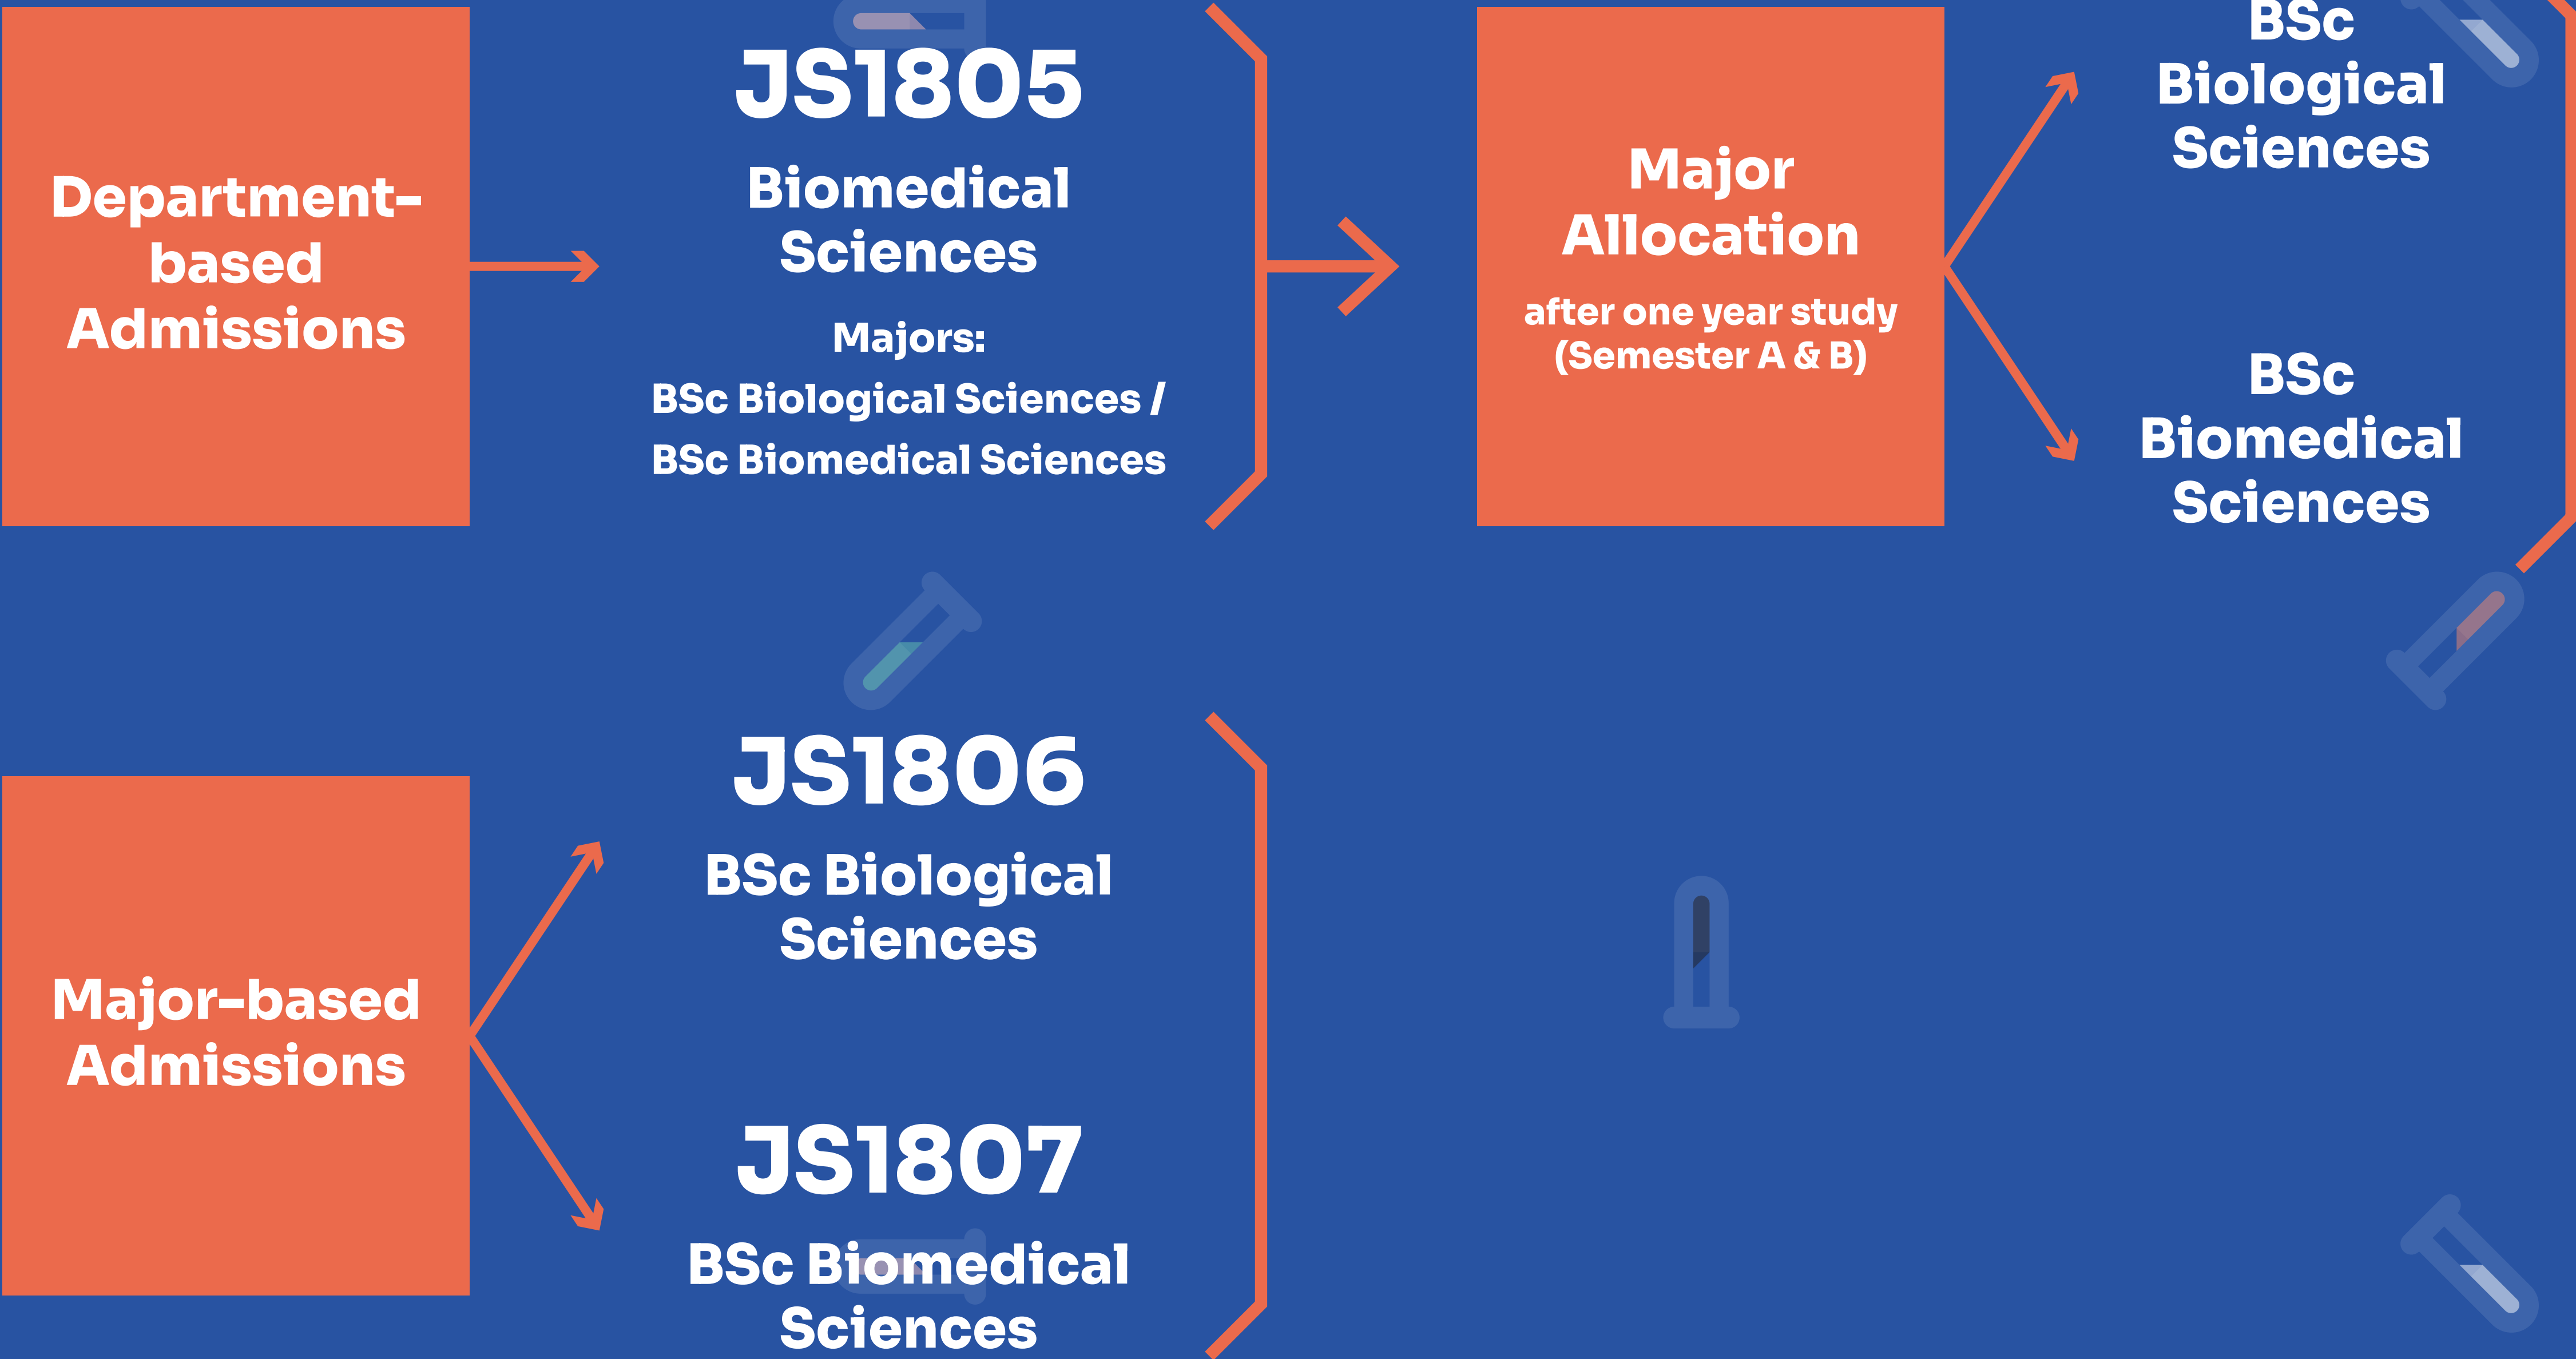 Department-
based
Admissions
JS1805
Biomedical
Sciences
Majors:
BSc Biological Sciences /
BSc Biomedical Sciences
Major
Allocation
after one year study
(Semester A & B)
BSc
Biological
Sciences
BSc
Biomedical
Sciences
Major-based
Admissions
JS1806
BSc Biological
Sciences
JS1807
BSc Biomedical
Sciences